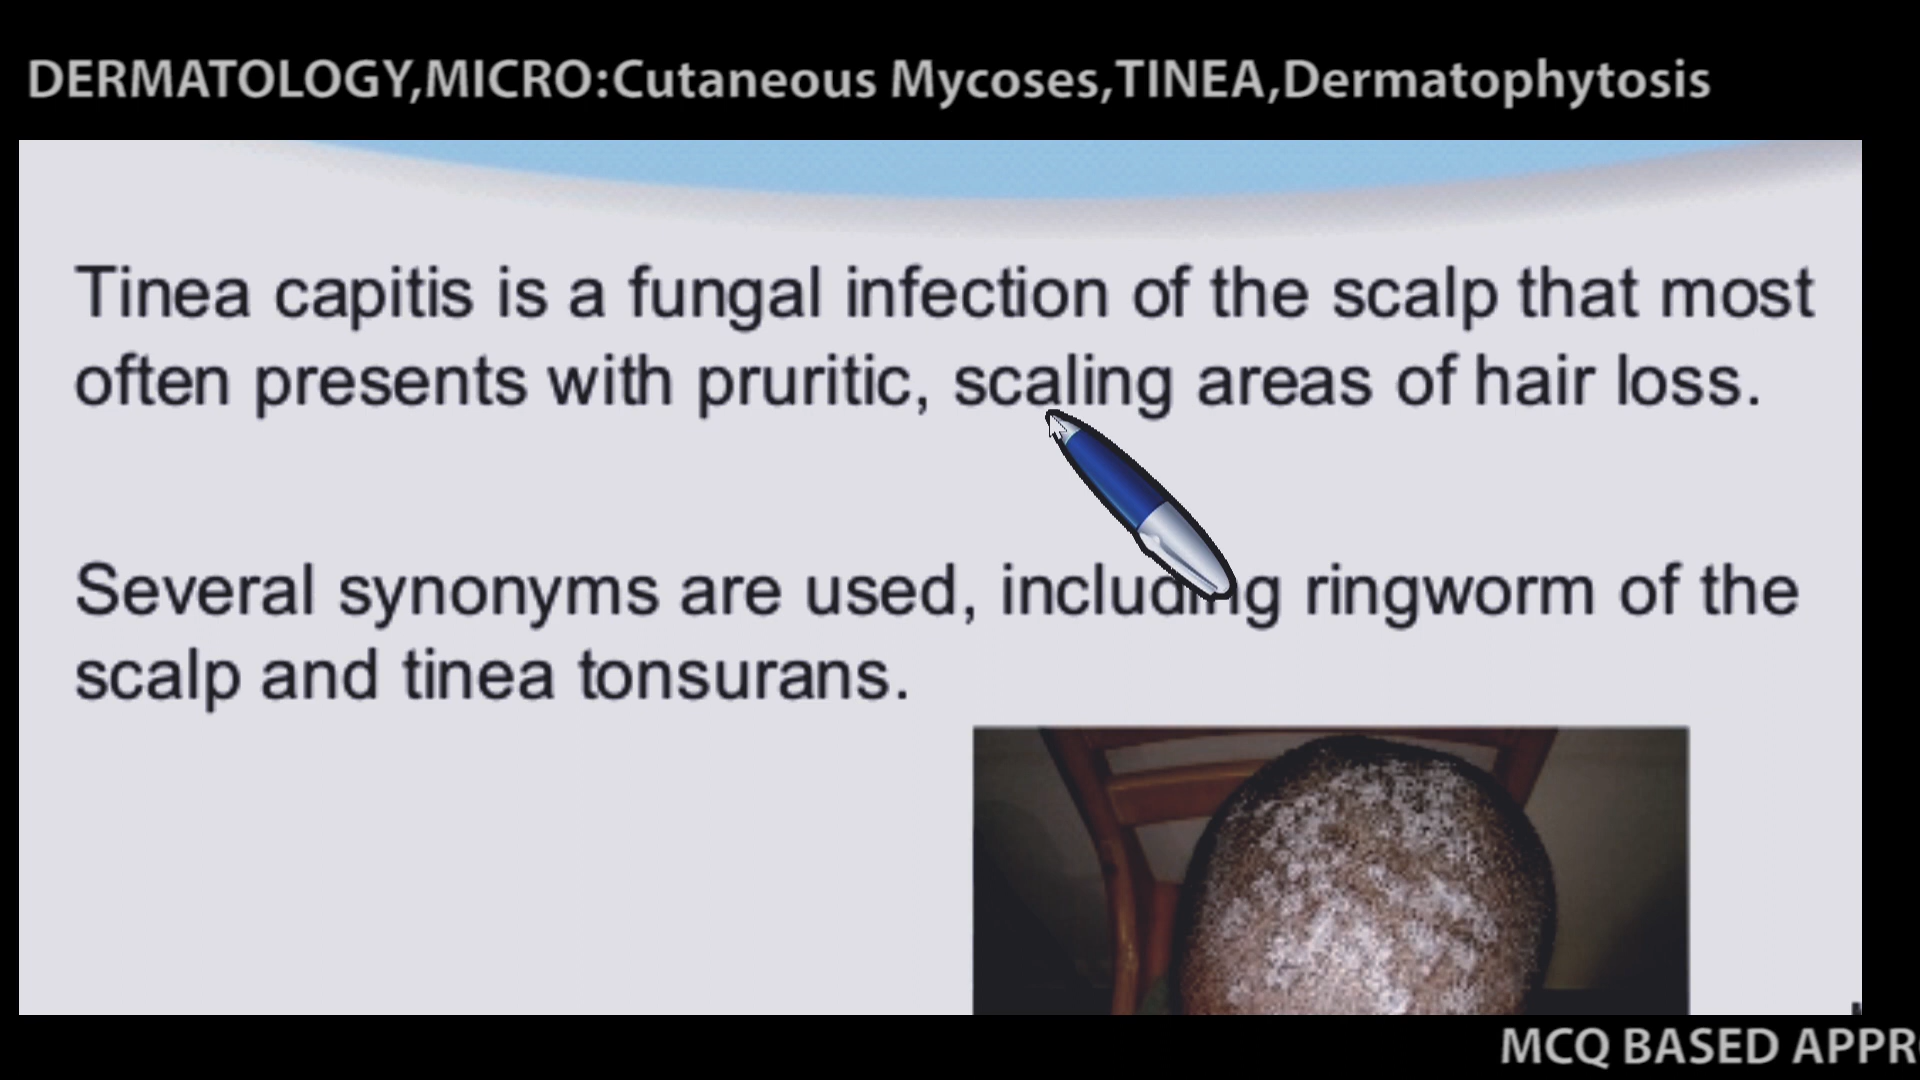 DERMATOLOGY,MICRO:Cutaneous Mycoses,TINEA,Dermatophytosis
Tinea capitis is a fungal infection of the scalp that most
often presents with pruritic, scaling areas of hair loss.
Several synonyms are used, including ringworm of the
scalp and tinea tonsurans.
MCQ BASED